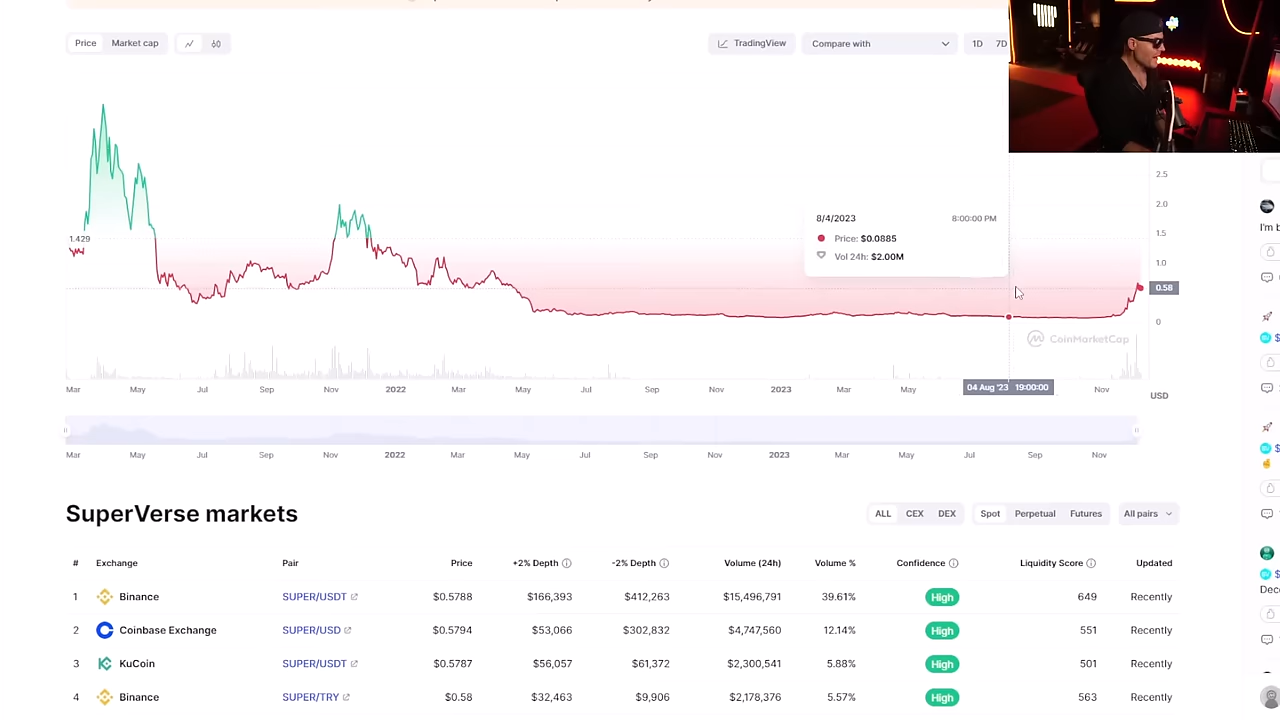 Price Market cap TradingView Compare with 1D 7D
2.5
8/4/2023 8:00:00 PM
2.0
1.429 Price: $0.0885 1.5
Vol 24h: $2.00M 1.0
0.58
0
CoinMarketCap
Mar May Jul Sep Nov 2022 Mar May Jul Sep Nov 2023 Mar May 04 Aug '23 19:00:00 Nov
USD
Mar May Jul Sep Nov 2022 Mar May Jul Sep Nov 2023 Mar May Jul Sep Nov
SuperVerse markets ALL CEX DEX Spot Perpetual Futures All pairs
# Exchange Pair Price +2% Depth -2% Depth Volume (24h) Volume % Confidence Liquidity Score Updated
1 Binance SUPER/USDT $0.5788 $166,393 $412,263 $15,496,791 39.61% High 649 Recently
2 Coinbase Exchange SUPER/USD $0.5794 $53,066 $302,832 $4,747,560 12.14% High 551 Recently
3 KuCoin SUPER/USDT $0.5787 $56,057 $61,372 $2,300,541 5.88% High 501 Recently
4 Binance SUPER/TRY $0.58 $32,463 $9,906 $2,178,376 5.57% High 563 Recently
I'm
$
$
$
Dec